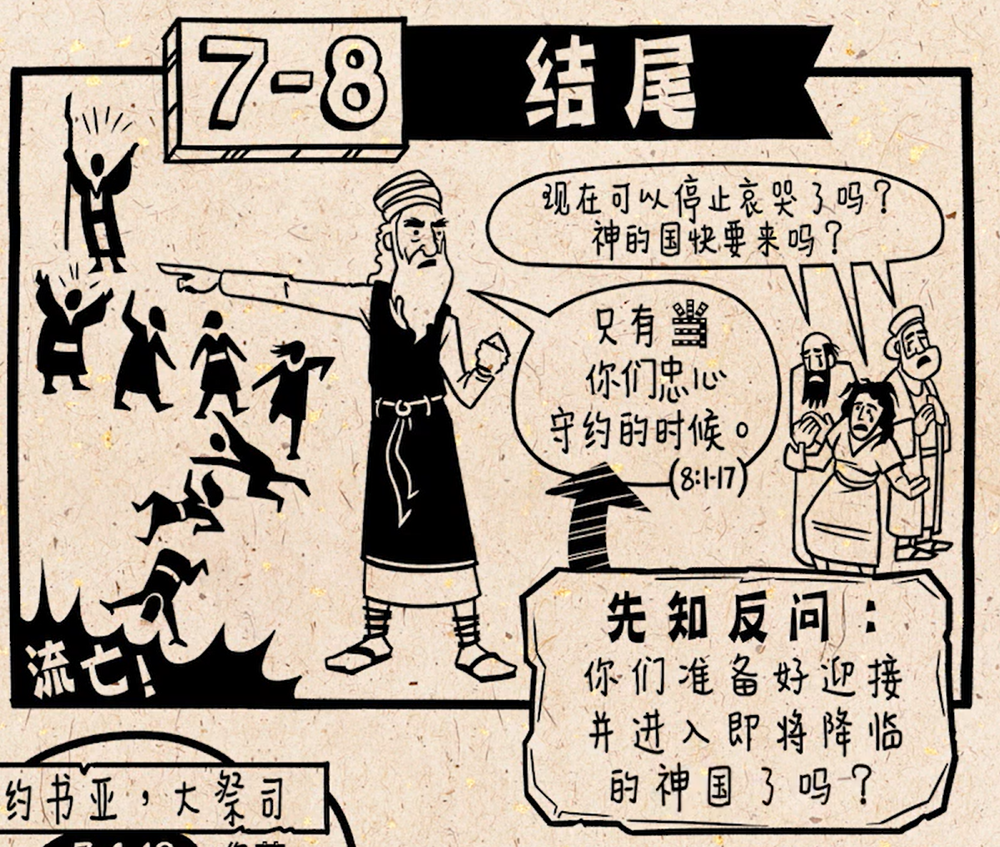 7-8 结尾
现在可以停止哀哭了吗？
神的国快要来吗？
只有当
你们忠心
守约的时候。
(8:1-17)
先知反问：
你们准备好迎接
并进入即将降临
的神国了吗？
流亡！
约书亚，大祭司